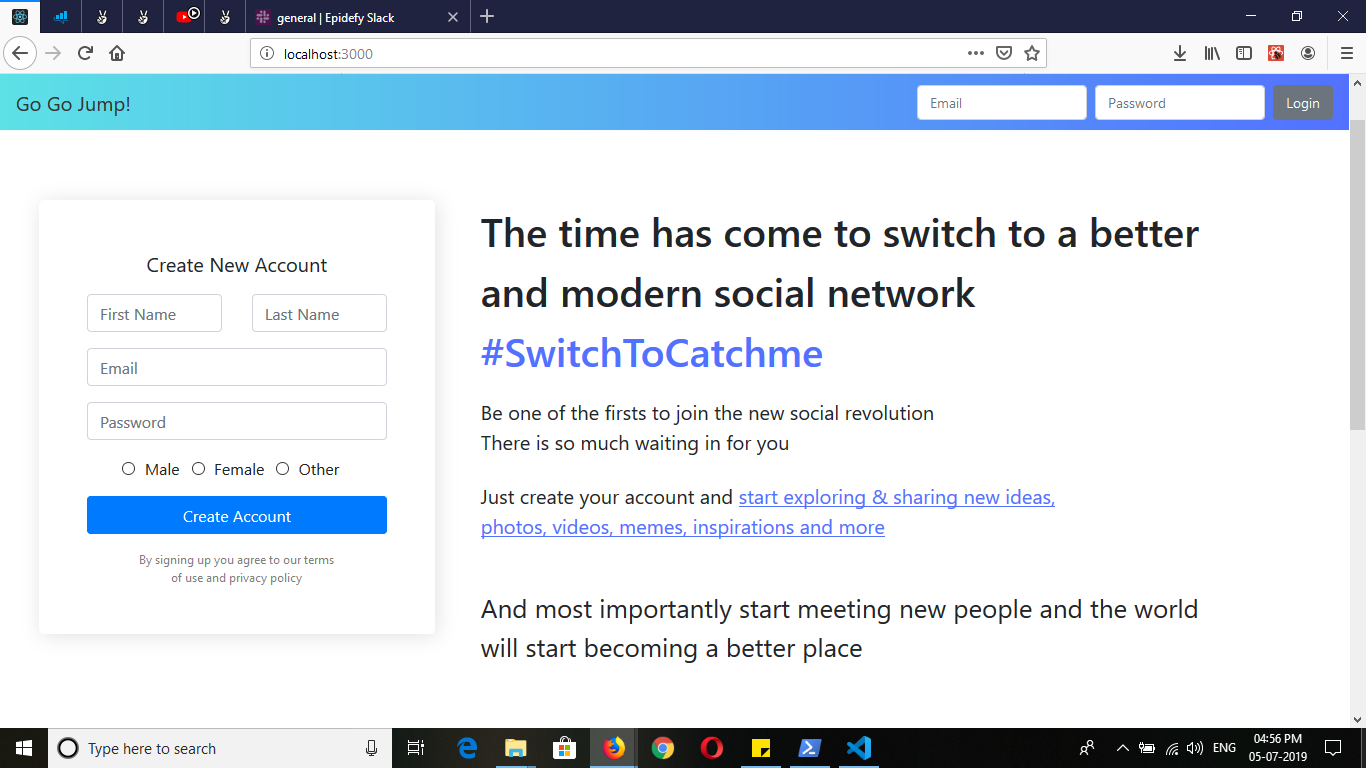 general | Epidefy Slack
localhost:3000
Go Go Jump!
Email
Password
Login
Create New Account
First Name
Last Name
Email
Password
Male
Female
Other
Create Account
By signing up you agree to our terms
of use and privacy policy
The time has come to switch to a better
and modern social network
#SwitchToCatchme
Be one of the firsts to join the new social revolution
There is so much waiting in for you
Just create your account and start exploring & sharing new ideas,
photos, videos, memes, inspirations and more
And most importantly start meeting new people and the world
will start becoming a better place
Type here to search
ENG
04:56 PM
05-07-2019